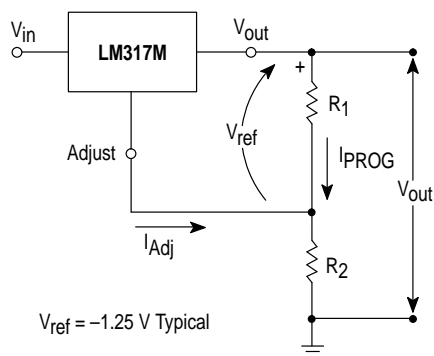 Vin
LM317M
Vout
+
R1
Adjust
Vref
IPROG
Vout
IAdj
R2
Vref = –1.25 V Typical